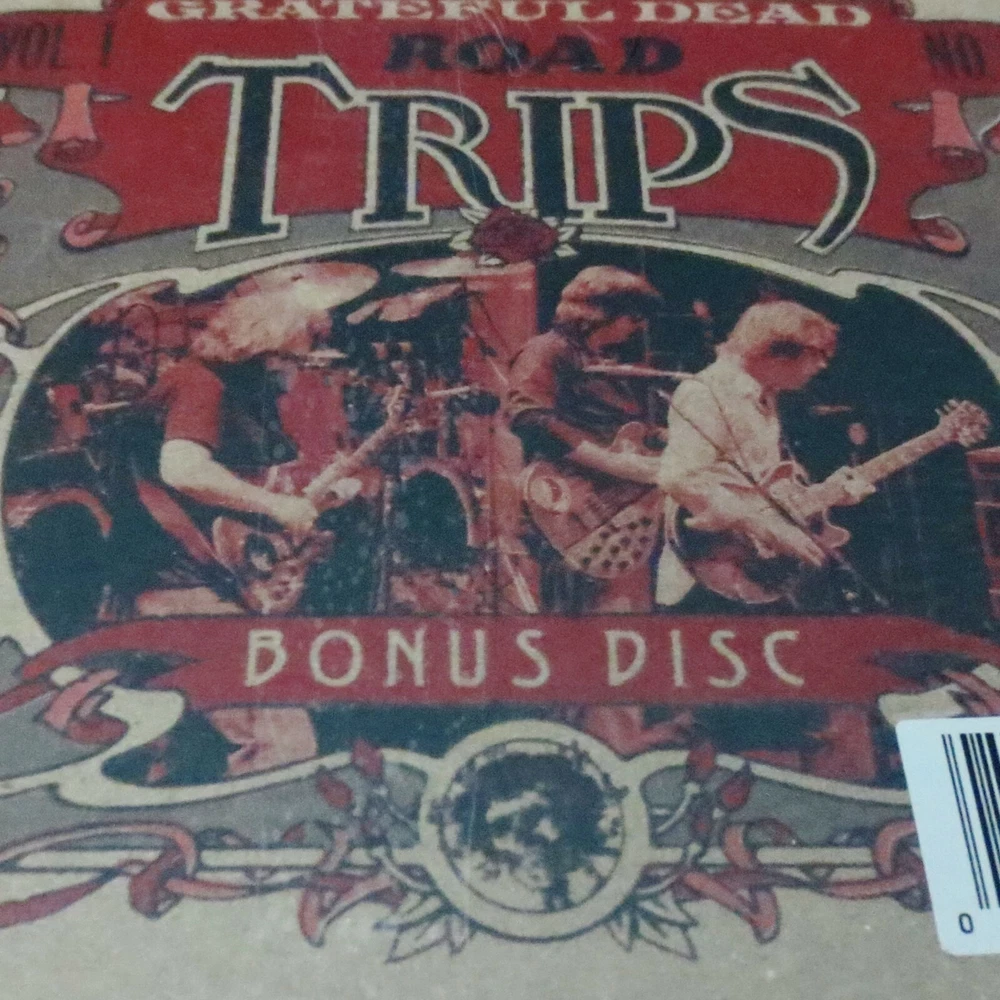 GRATEFUL DEAD
VOL 1
ROAD
NO
TRIPS
BONUS DISC
0